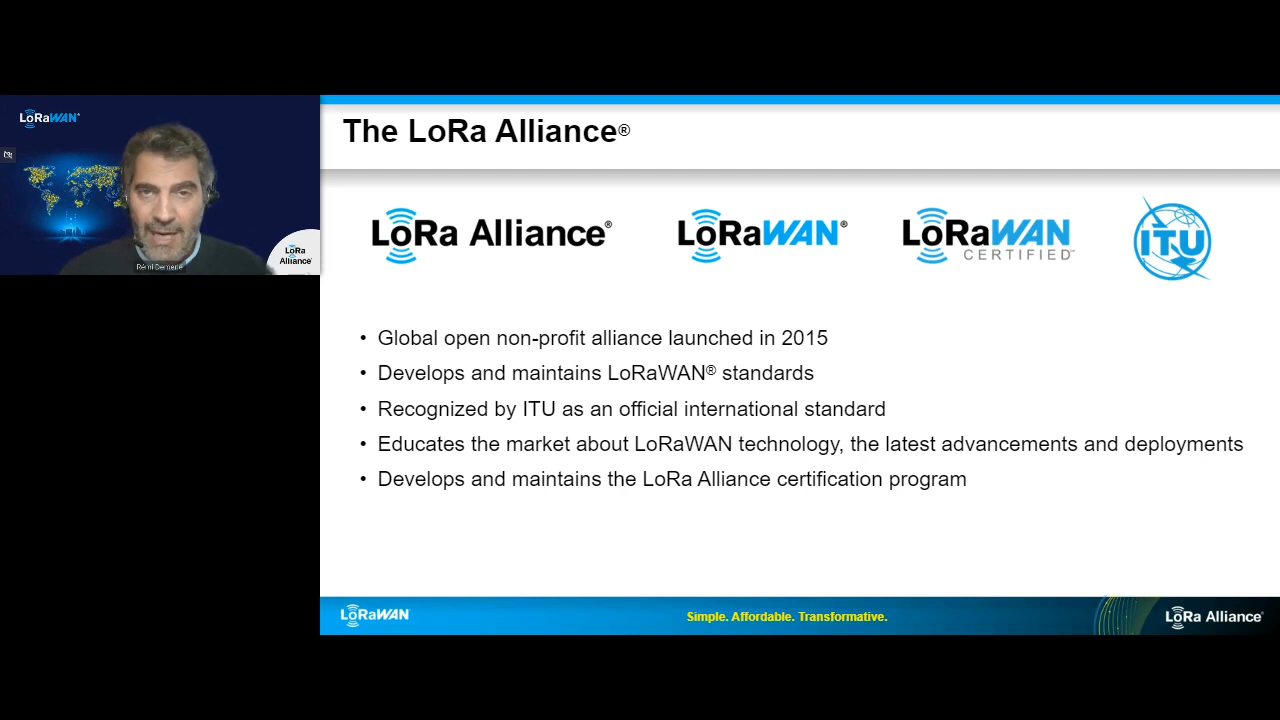 LoRaWAN®
LoRa
Alliance®
Rémi Demerlé
The LoRa Alliance®
LoRa Alliance®
LoRaWAN®
LoRaWAN
CERTIFIED™
ITU
• Global open non-profit alliance launched in 2015
• Develops and maintains LoRaWAN® standards
• Recognized by ITU as an official international standard
• Educates the market about LoRaWAN technology, the latest advancements and deployments
• Develops and maintains the LoRa Alliance certification program
LoRaWAN®
Simple. Affordable. Transformative.
LoRa Alliance®